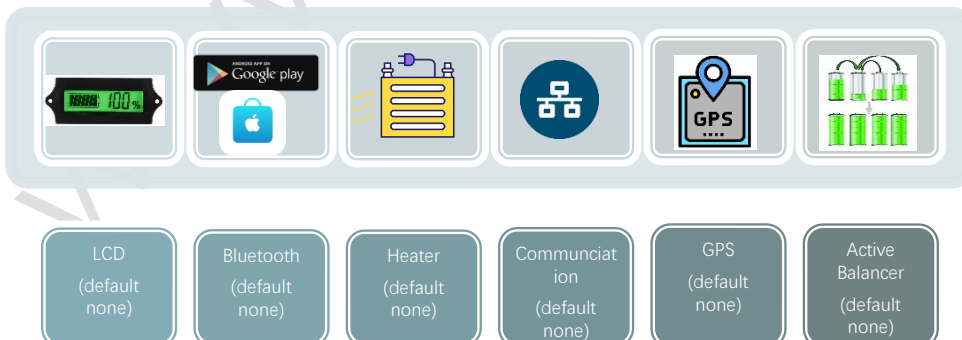 100%
ANDROID APP ON
Google play
GPS
LCD
(default
none)
Bluetooth
(default
none)
Heater
(default
none)
Communciat
ion
(default
none)
GPS
(default
none)
Active
Balancer
(default
none)